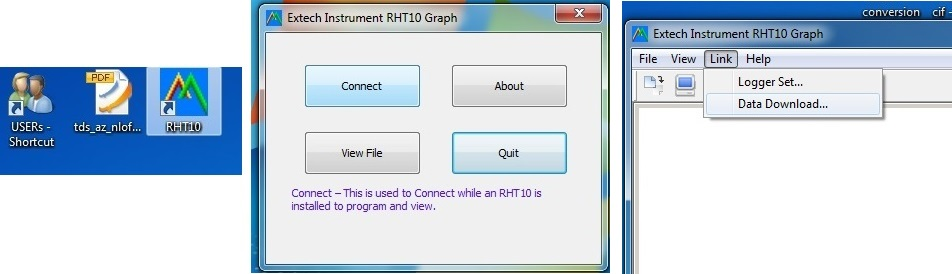 PDF
USERs -
Shortcut
tds_az_nlof...
RHT10
Extech Instrument RHT10 Graph
Connect
About
View File
Quit
Connect – This is used to Connect while an RHT10 is
installed to program and view.
conversion cif -
Extech Instrument RHT10 Graph
File View Link Help
Logger Set...
Data Download...